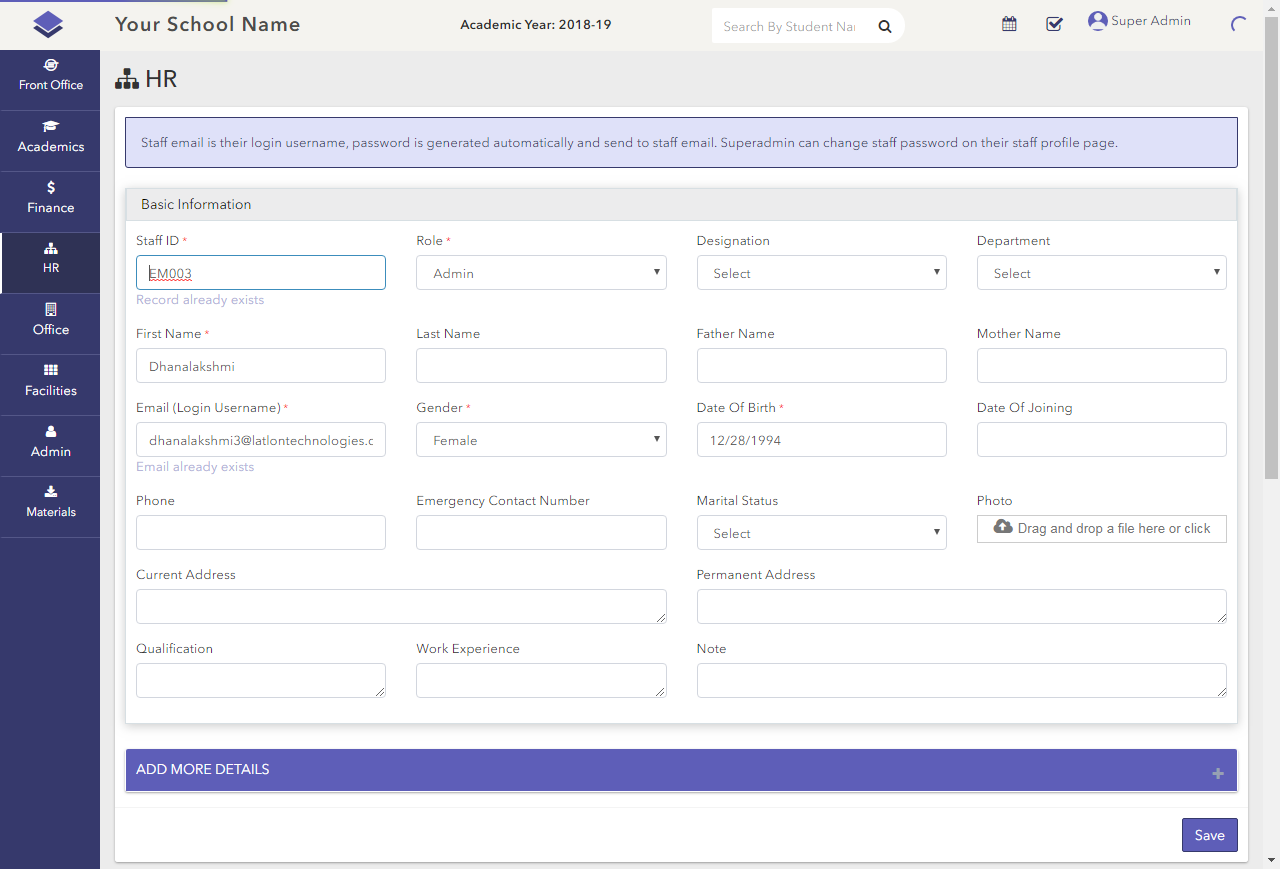 Your School Name
Academic Year: 2018-19
Search By Student Nar
Super Admin
Front Office
Academics
Finance
HR
Office
Facilities
Admin
Materials
HR
Staff email is their login username, password is generated automatically and send to staff email. Superadmin can change staff password on their staff profile page.
Basic Information
Staff ID * Role * Designation Department
EM003 Admin Select Select
Record already exists
First Name * Last Name Father Name Mother Name
Dhanalakshmi
Email (Login Username) * Gender * Date Of Birth * Date Of Joining
dhanalakshmi3@latlontechnologies.c Female 12/28/1994
Email already exists
Phone Emergency Contact Number Marital Status Photo
Select Drag and drop a file here or click
Current Address Permanent Address
Qualification Work Experience Note
ADD MORE DETAILS
Save